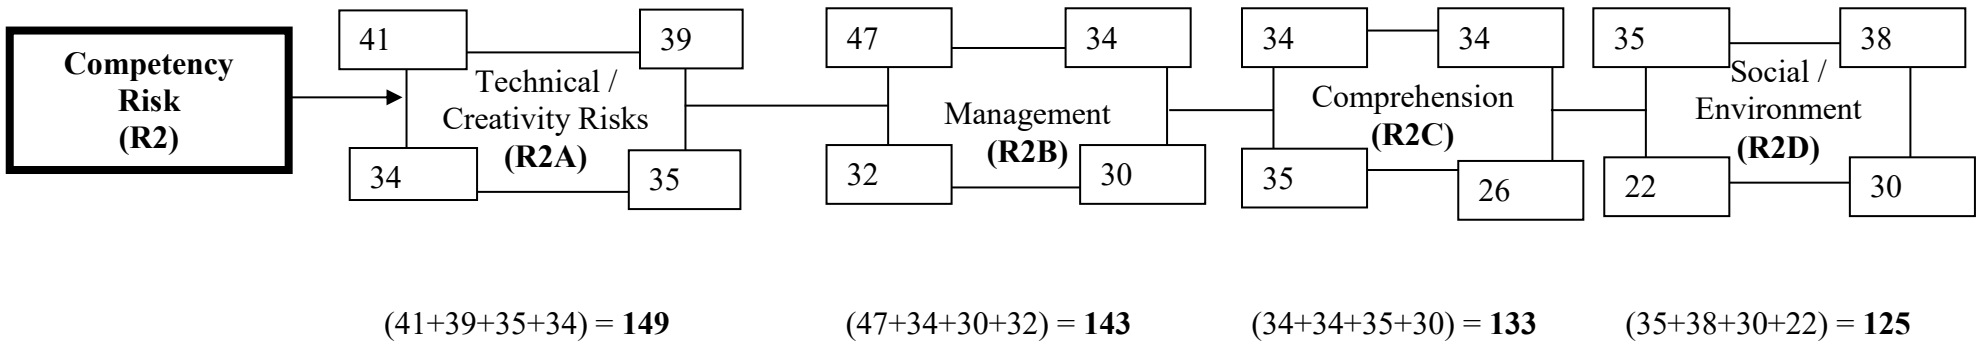 Competency
Risk
(R2)
41
39
Technical /
Creativity Risks
(R2A)
34
35
47
34
Management
(R2B)
32
30
34
34
Comprehension
(R2C)
35
26
35
38
Social /
Environment
(R2D)
22
30
(41+39+35+34) = 149
(47+34+30+32) = 143
(34+34+35+30) = 133
(35+38+30+22) = 125